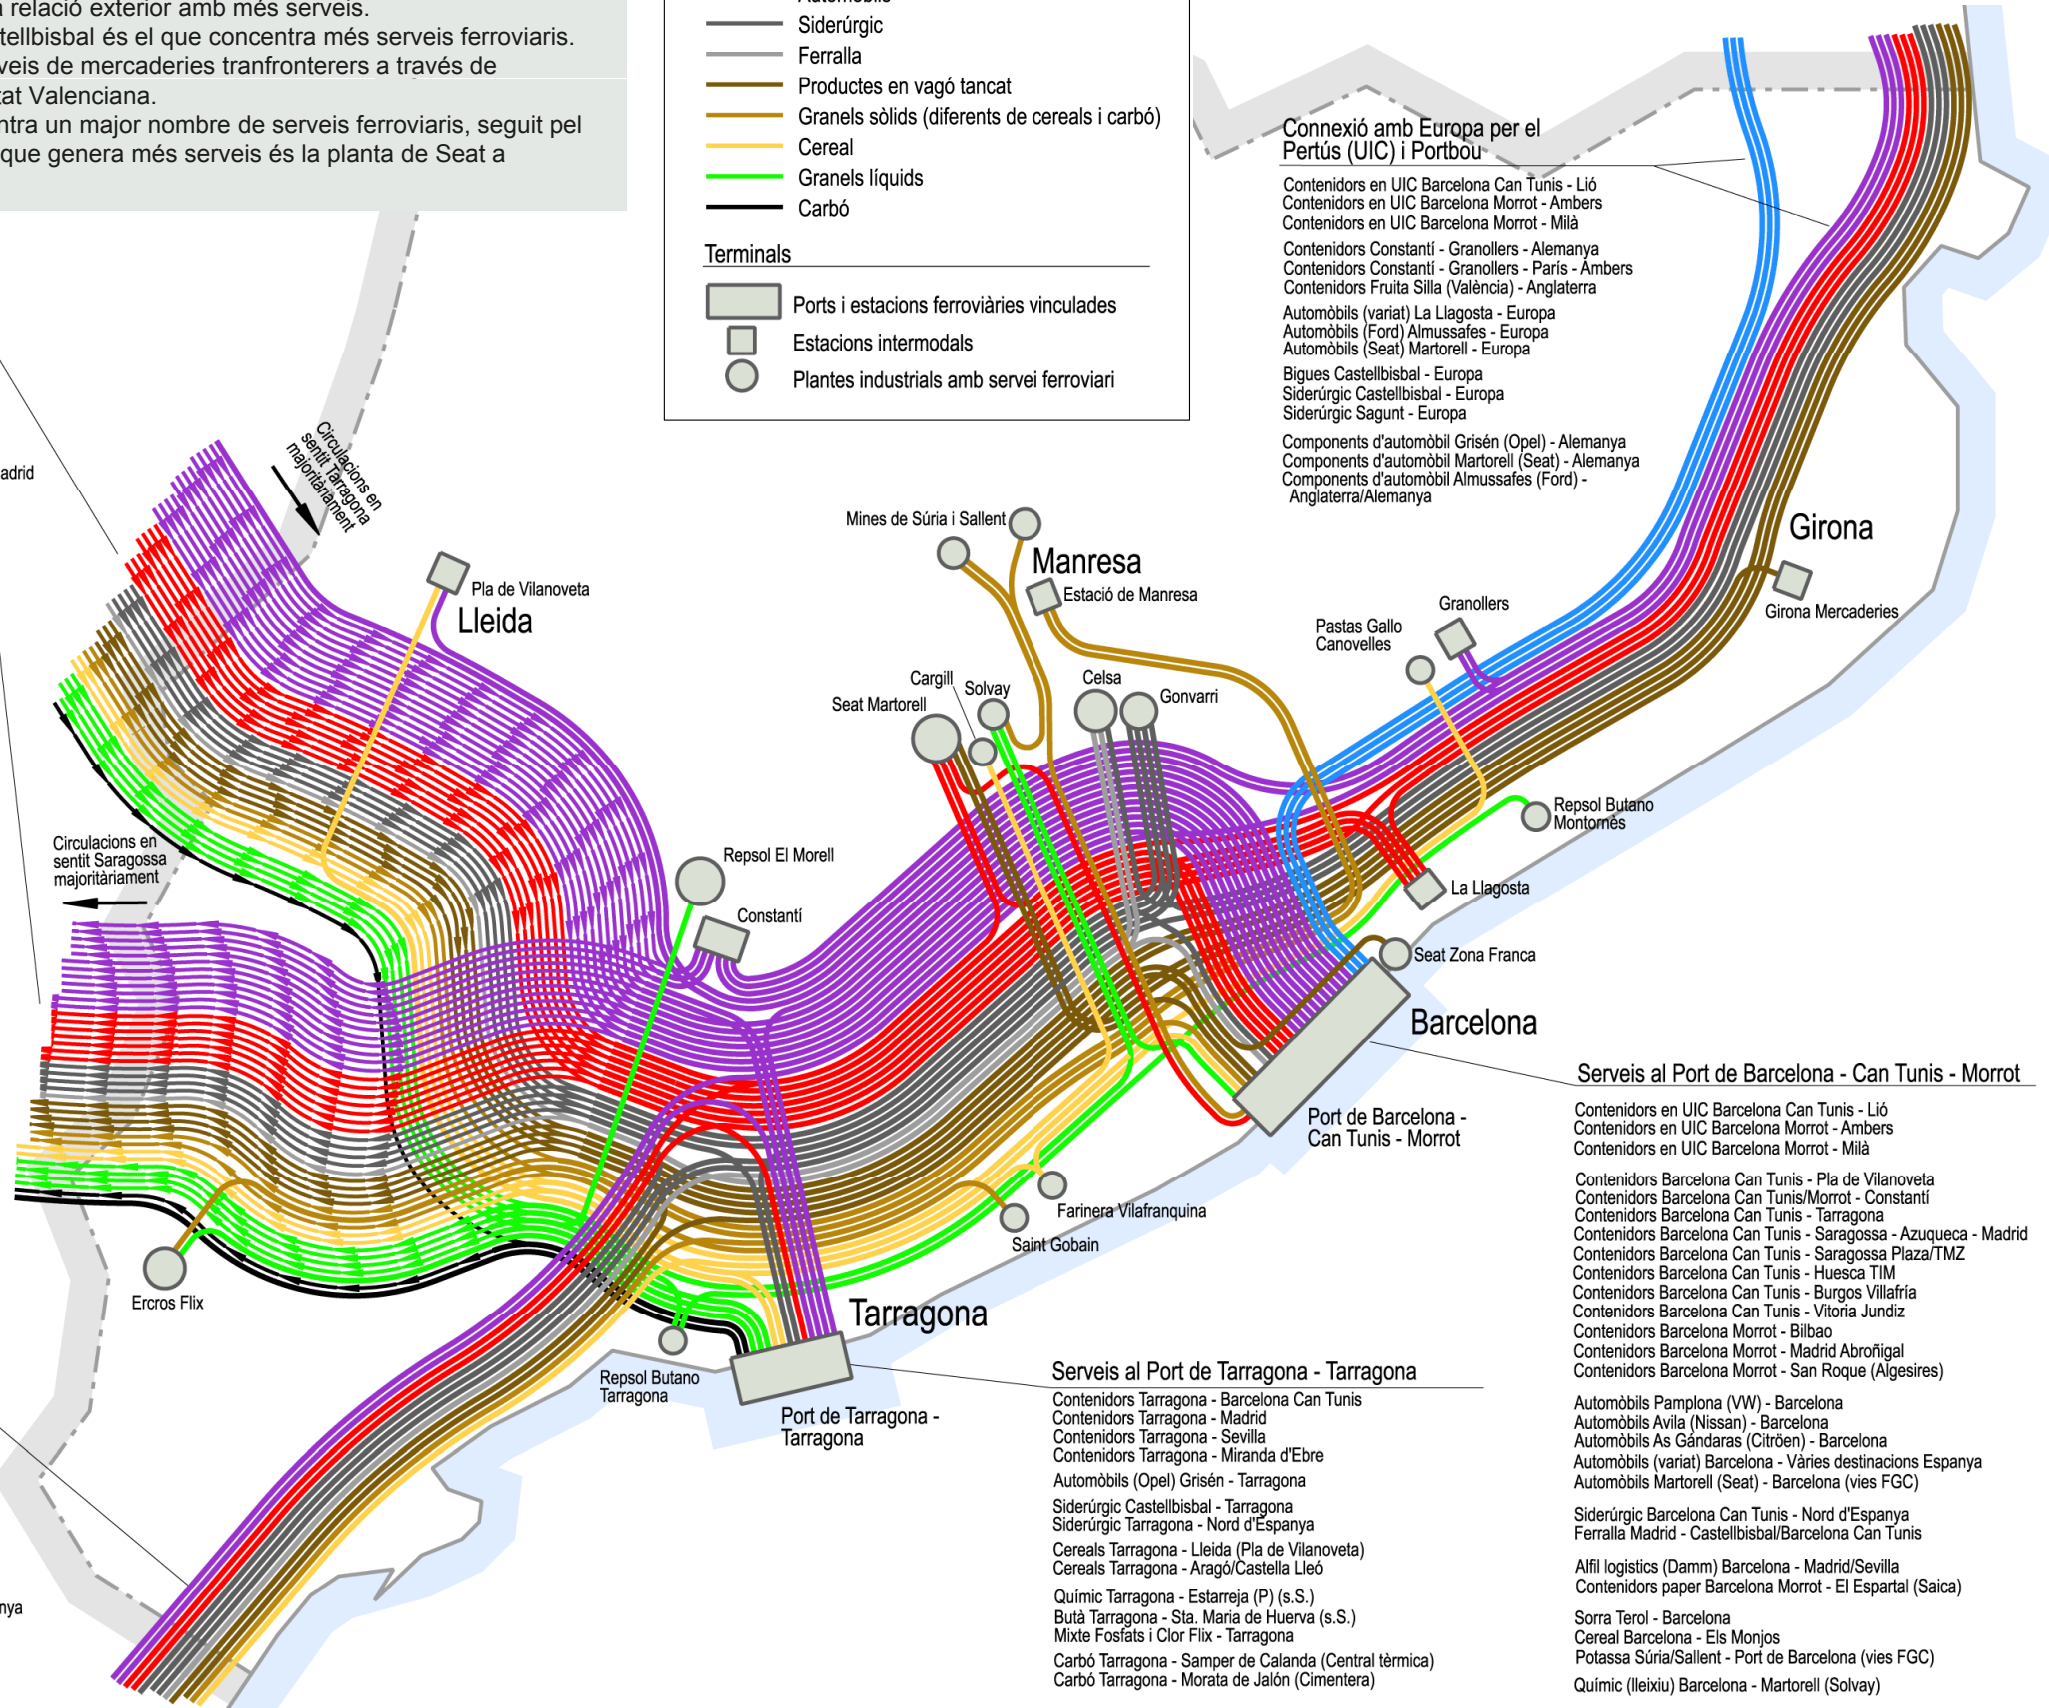 a relació exterior amb més serveis.
tellbisbal és el que concentra més serveis ferroviaris.
veis de mercaderies tranfronterers a través de
tat Valenciana.
ntra un major nombre de serveis ferroviaris, seguit pel
que genera més serveis és la planta de Seat a
Siderúrgic
Ferralla
Productes en vagó tancat
Granels sòlids (diferents de cereals i carbó)
Cereal
Granels líquids
Carbó
Terminals
Ports i estacions ferroviàries vinculades
Estacions intermodals
Plantes industrials amb servei ferroviari
Connexió amb Europa per el
Pertús (UIC) i Portbou
Contenidors en UIC Barcelona Can Tunis - Lió
Contenidors en UIC Barcelona Morrot - Ambers
Contenidors en UIC Barcelona Morrot - Milà
Contenidors Constantí - Granollers - Alemanya
Contenidors Constantí - Granollers - París - Ambers
Contenidors Fruita Silla (València) - Anglaterra
Automòbils (variat) La Llagosta - Europa
Automòbils (Ford) Almussafes - Europa
Automòbils (Seat) Martorell - Europa
Bigues Castellbisbal - Europa
Siderúrgic Castellbisbal - Europa
Siderúrgic Sagunt - Europa
Components d'automòbil Grisén (Opel) - Alemanya
Components d'automòbil Martorell (Seat) - Alemanya
Components d'automòbil Almussafes (Ford) -
Anglaterra/Alemanya
adrid
Circulacions en
sentit Tarragona
majoritàriament
Pla de Vilanoveta
Lleida
Mines de Súria i Sallent
Manresa
Estació de Manresa
Girona
Girona Mercaderies
Granollers
Pastas Gallo
Canovelles
Cargill
Solvay
Celsa
Gonvarri
Seat Martorell
Repsol Butano
Montornés
La Llagosta
Circulacions en
sentit Saragossa
majoritàriament
Repsol El Morell
Constantí
Seat Zona Franca
Barcelona
Port de Barcelona -
Can Tunis - Morrot
Farinera Vilafranquina
Saint Gobain
Ercros Flix
Tarragona
Repsol Butano
Tarragona
Port de Tarragona -
Tarragona
nya
Serveis al Port de Tarragona - Tarragona
Contenidors Tarragona - Barcelona Can Tunis
Contenidors Tarragona - Madrid
Contenidors Tarragona - Sevilla
Contenidors Tarragona - Miranda d'Ebre
Automòbils (Opel) Grisén - Tarragona
Siderúrgic Castellbisbal - Tarragona
Siderúrgic Tarragona - Nord d'Espanya
Cereals Tarragona - Lleida (Pla de Vilanoveta)
Cereals Tarragona - Aragó/Castella Lleó
Químic Tarragona - Estarreja (P) (s.S.)
Butà Tarragona - Sta. Maria de Huerva (s.S.)
Mixte Fosfats i Clor Flix - Tarragona
Carbó Tarragona - Samper de Calanda (Central tèrmica)
Carbó Tarragona - Morata de Jalón (Cimentera)
Serveis al Port de Barcelona - Can Tunis - Morrot
Contenidors en UIC Barcelona Can Tunis - Lió
Contenidors en UIC Barcelona Morrot - Ambers
Contenidors en UIC Barcelona Morrot - Milà
Contenidors Barcelona Can Tunis - Pla de Vilanoveta
Contenidors Barcelona Can Tunis/Morrot - Constantí
Contenidors Barcelona Can Tunis - Tarragona
Contenidors Barcelona Can Tunis - Saragossa - Azuqueca - Madrid
Contenidors Barcelona Can Tunis - Saragossa Plaza/TMZ
Contenidors Barcelona Can Tunis - Huesca TIM
Contenidors Barcelona Can Tunis - Burgos Villafría
Contenidors Barcelona Can Tunis - Vitoria Jundiz
Contenidors Barcelona Morrot - Bilbao
Contenidors Barcelona Morrot - Madrid Abroñigal
Contenidors Barcelona Morrot - San Roque (Algesires)
Automòbils Pamplona (VW) - Barcelona
Automòbils Avila (Nissan) - Barcelona
Automòbils As Gándaras (Citröen) - Barcelona
Automòbils (variat) Barcelona - Vàries destinacions Espanya
Automòbils Martorell (Seat) - Barcelona (vies FGC)
Siderúrgic Barcelona Can Tunis - Nord d'Espanya
Ferralla Madrid - Castellbisbal/Barcelona Can Tunis
Alfil logistics (Damm) Barcelona - Madrid/Sevilla
Contenidors paper Barcelona Morrot - El Espartal (Saica)
Sorra Terol - Barcelona
Cereal Barcelona - Els Monjos
Potassa Súria/Sallent - Port de Barcelona (vies FGC)
Químic (lleixiu) Barcelona - Martorell (Solvay)